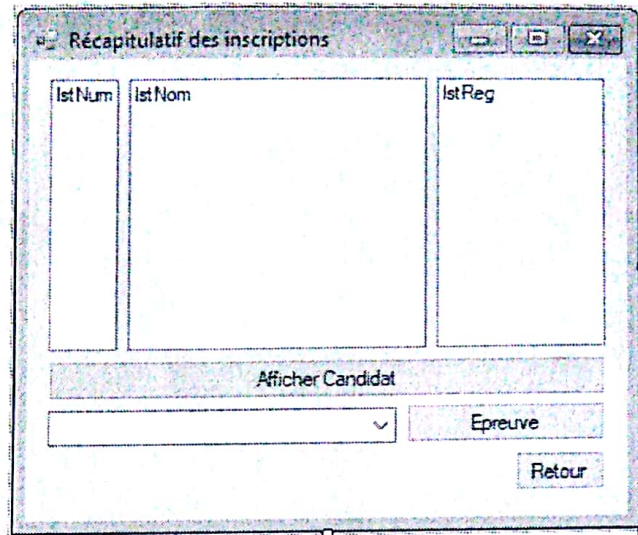 Récapitulatif des inscriptions
lstNum lstNom lstReg
Afficher Candidat
Epreuve
Retour